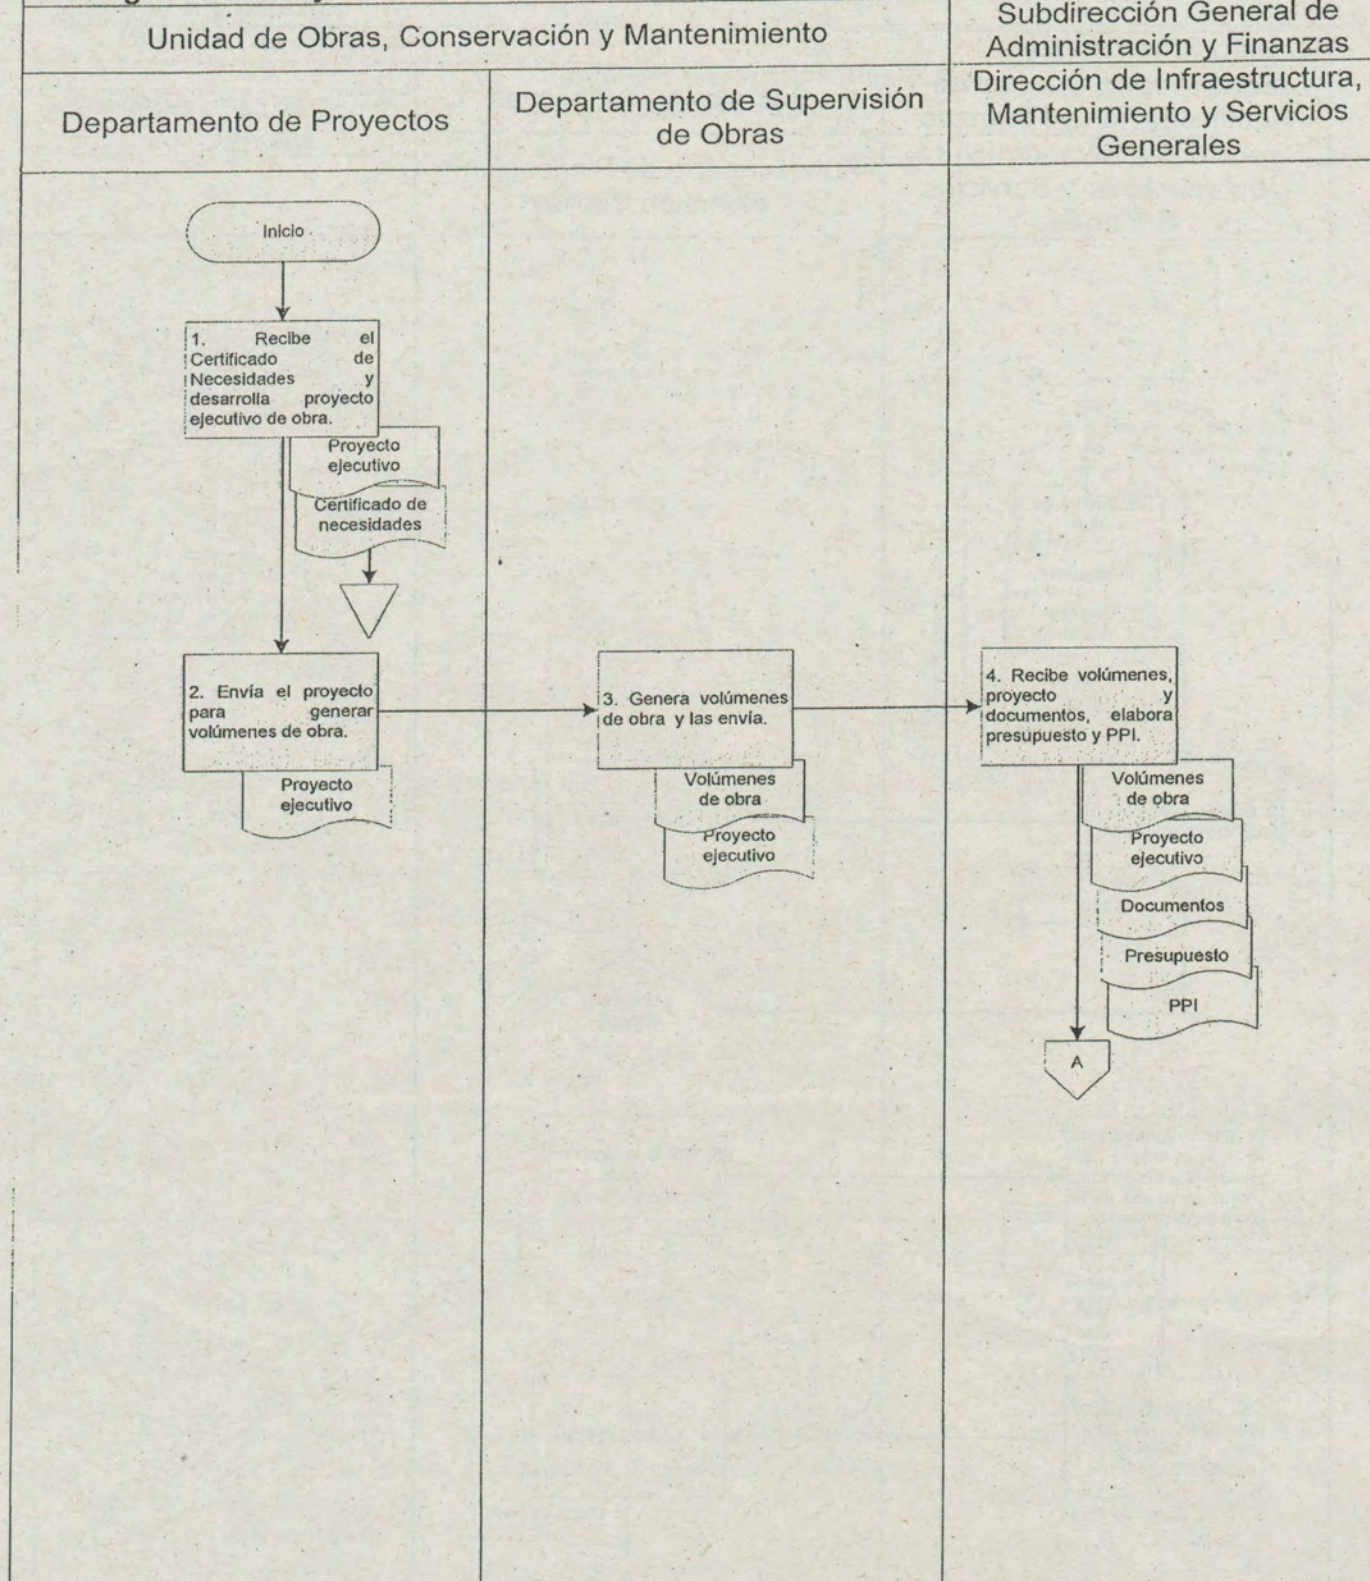 Unidad de Obras, Conservación y Mantenimiento
Subdirección General de
Administración y Finanzas
Departamento de Proyectos
Departamento de Supervisión
de Obras
Dirección de Infraestructura,
Mantenimiento y Servicios
Generales
Inicio
1. Recibe el
Certificado de
Necesidades y
desarrolla proyecto
ejecutivo de obra.
Proyecto
ejecutivo
Certificado de
necesidades
2. Envía el proyecto
para generar
volúmenes de obra.
Proyecto
ejecutivo
3. Genera volúmenes
de obra y las envía.
Volúmenes
de obra
Proyecto
ejecutivo
4. Recibe volúmenes,
proyecto y
documentos, elabora
presupuesto y PPI.
Volúmenes
de obra
Proyecto
ejecutivo
Documentos
Presupuesto
PPI
A